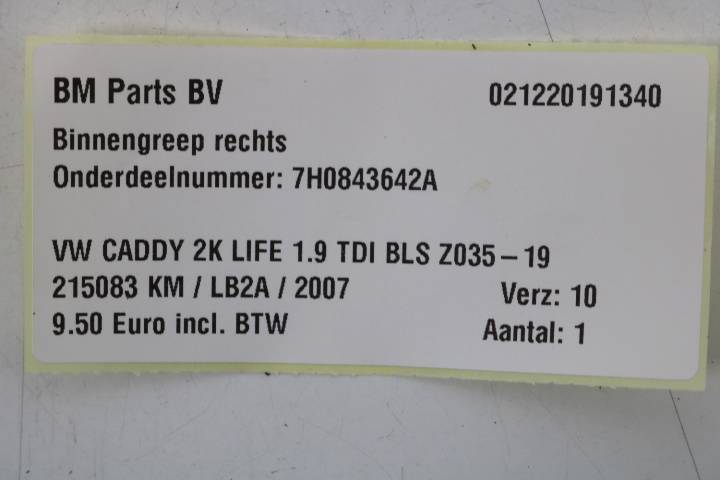 BM Parts BV 021220191340
Binnengreep rechts
Onderdeelnummer: 7H0843642A
VW CADDY 2K LIFE 1.9 TDI BLS Z035-19
215083 KM / LB2A / 2007 Verz: 10
9.50 Euro incl. BTW Aantal: 1